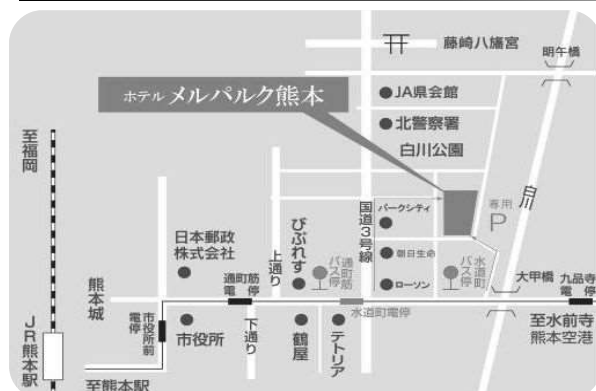 藤崎八旛宮
明午橋
ホテル メルパルク熊本
JA県会館
北警察署
白川公園
至福岡
白川
専用
P
国道3号線
パークシティ
日本郵政
株式会社
びぷれす
上通り
通町筋
バス停
朝日生命
水道町
バス停
熊本城
通町筋
電停
ローソン
大甲橋
九品寺
電停
市役所前
電停
水道町電停
JR熊本駅
市役所
下通り
鶴屋
テトリア
至水前寺
熊本空港
至熊本駅